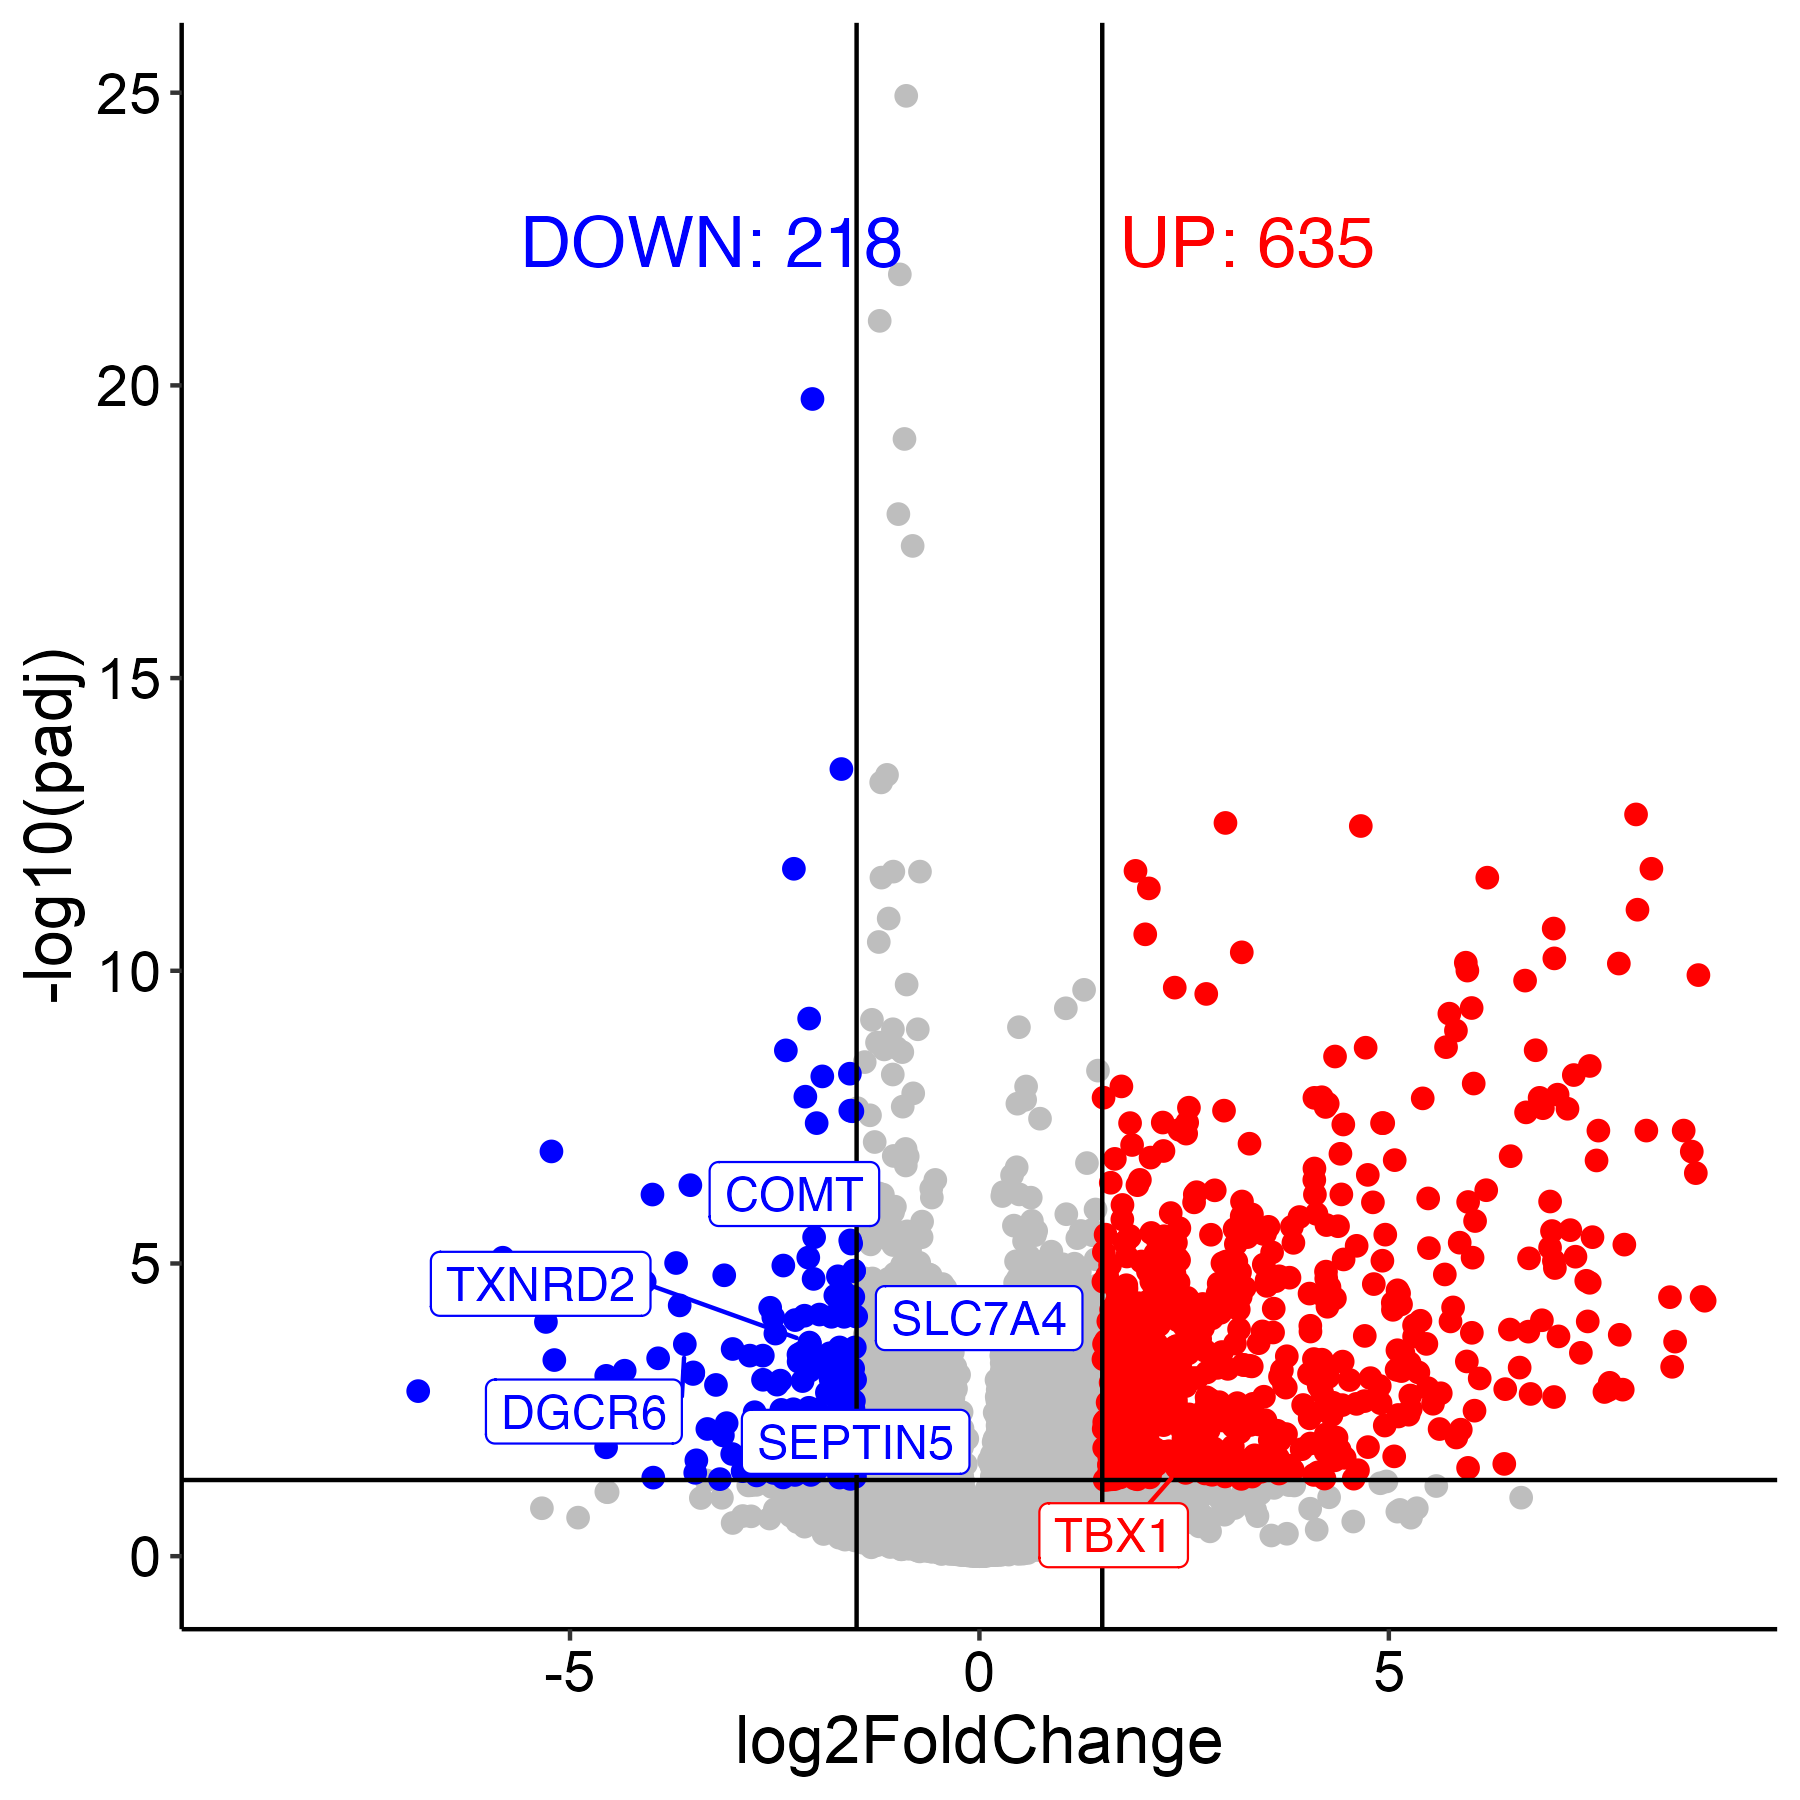 25
DOWN: 218
UP: 635
20
15
10
5
0
-log10(padj)
COMT
TXNRD2
SLC7A4
DGCR6
SEPTIN5
TBX1
-5
0
5
log2FoldChange